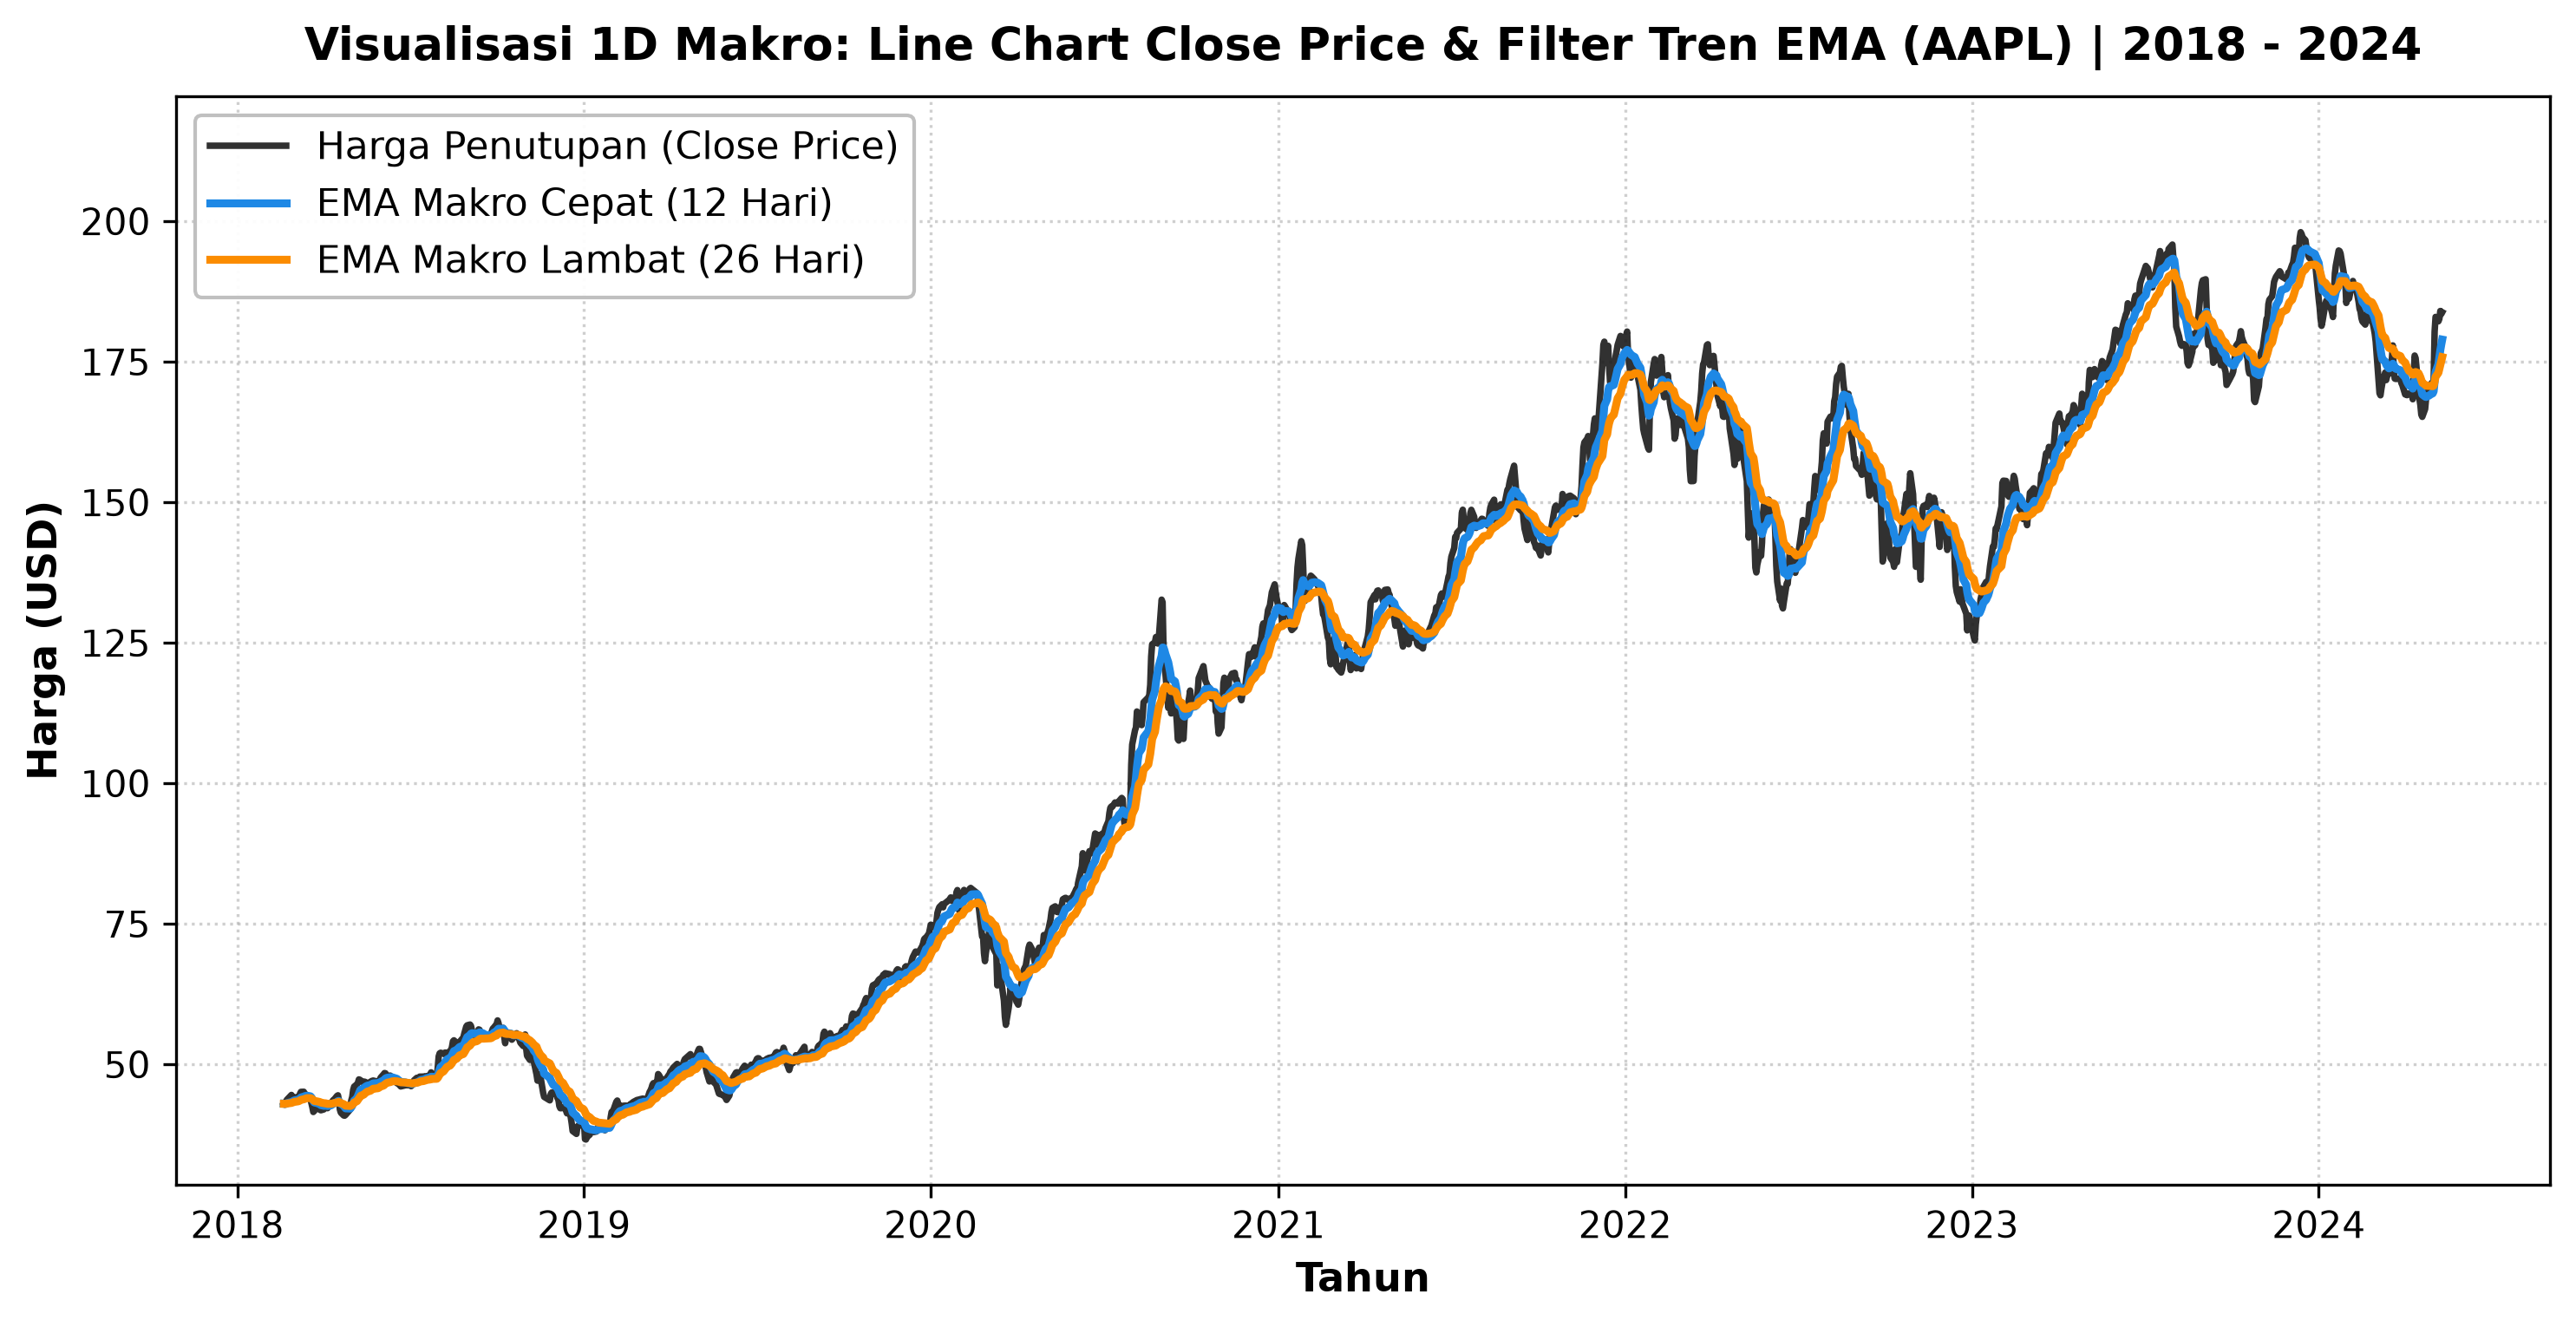 Visualisasi 1D Makro: Line Chart Close Price & Filter Tren EMA (AAPL) | 2018 - 2024
Harga Penutupan (Close Price)
EMA Makro Cepat (12 Hari)
EMA Makro Lambat (26 Hari)
Harga (USD)
200
175
150
125
100
75
50
2018
2019
2020
2021
2022
2023
2024
Tahun